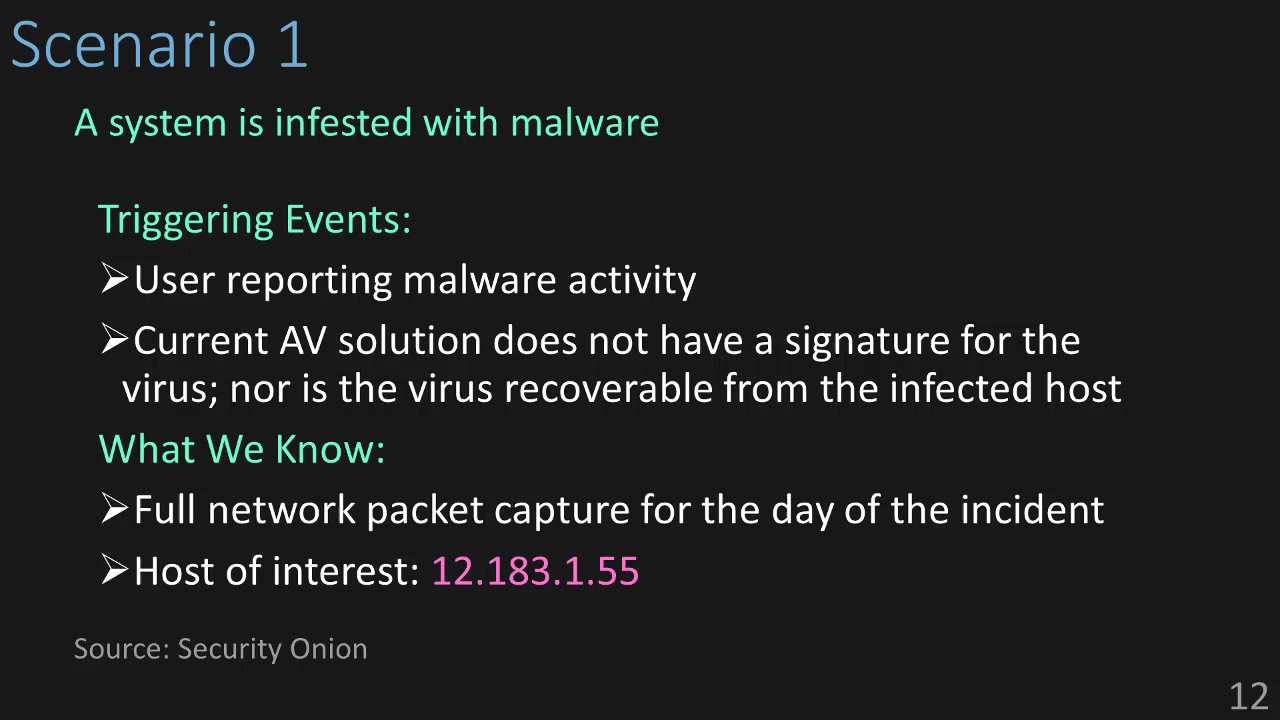 Scenario 1
A system is infested with malware
Triggering Events:
➢User reporting malware activity
➢Current AV solution does not have a signature for the
virus; nor is the virus recoverable from the infected host
What We Know:
➢Full network packet capture for the day of the incident
➢Host of interest: 12.183.1.55
Source: Security Onion
12